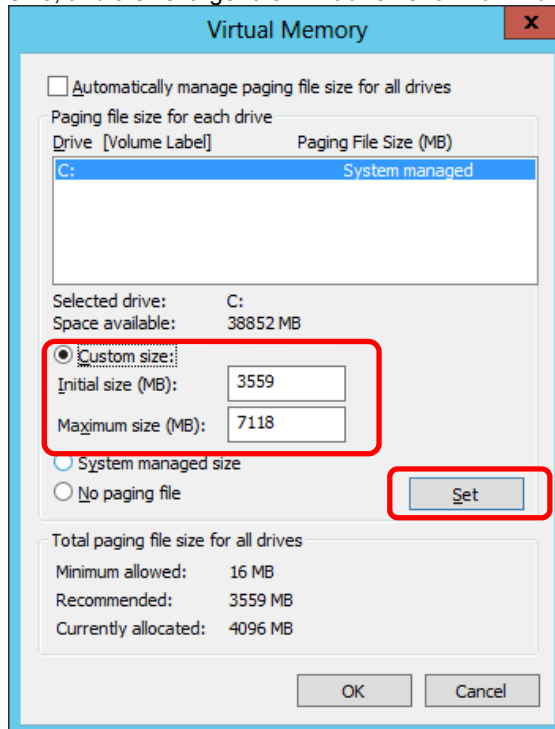 Virtual Memory
x
Automatically manage paging file size for all drives
Paging file size for each drive
Drive [Volume Label] Paging File Size (MB)
C: System managed
Selected drive: C:
Space available: 38852 MB
Custom size:
Initial size (MB): 3559
Maximum size (MB): 7118
System managed size
No paging file Set
Total paging file size for all drives
Minimum allowed: 16 MB
Recommended: 3559 MB
Currently allocated: 4096 MB
OK Cancel